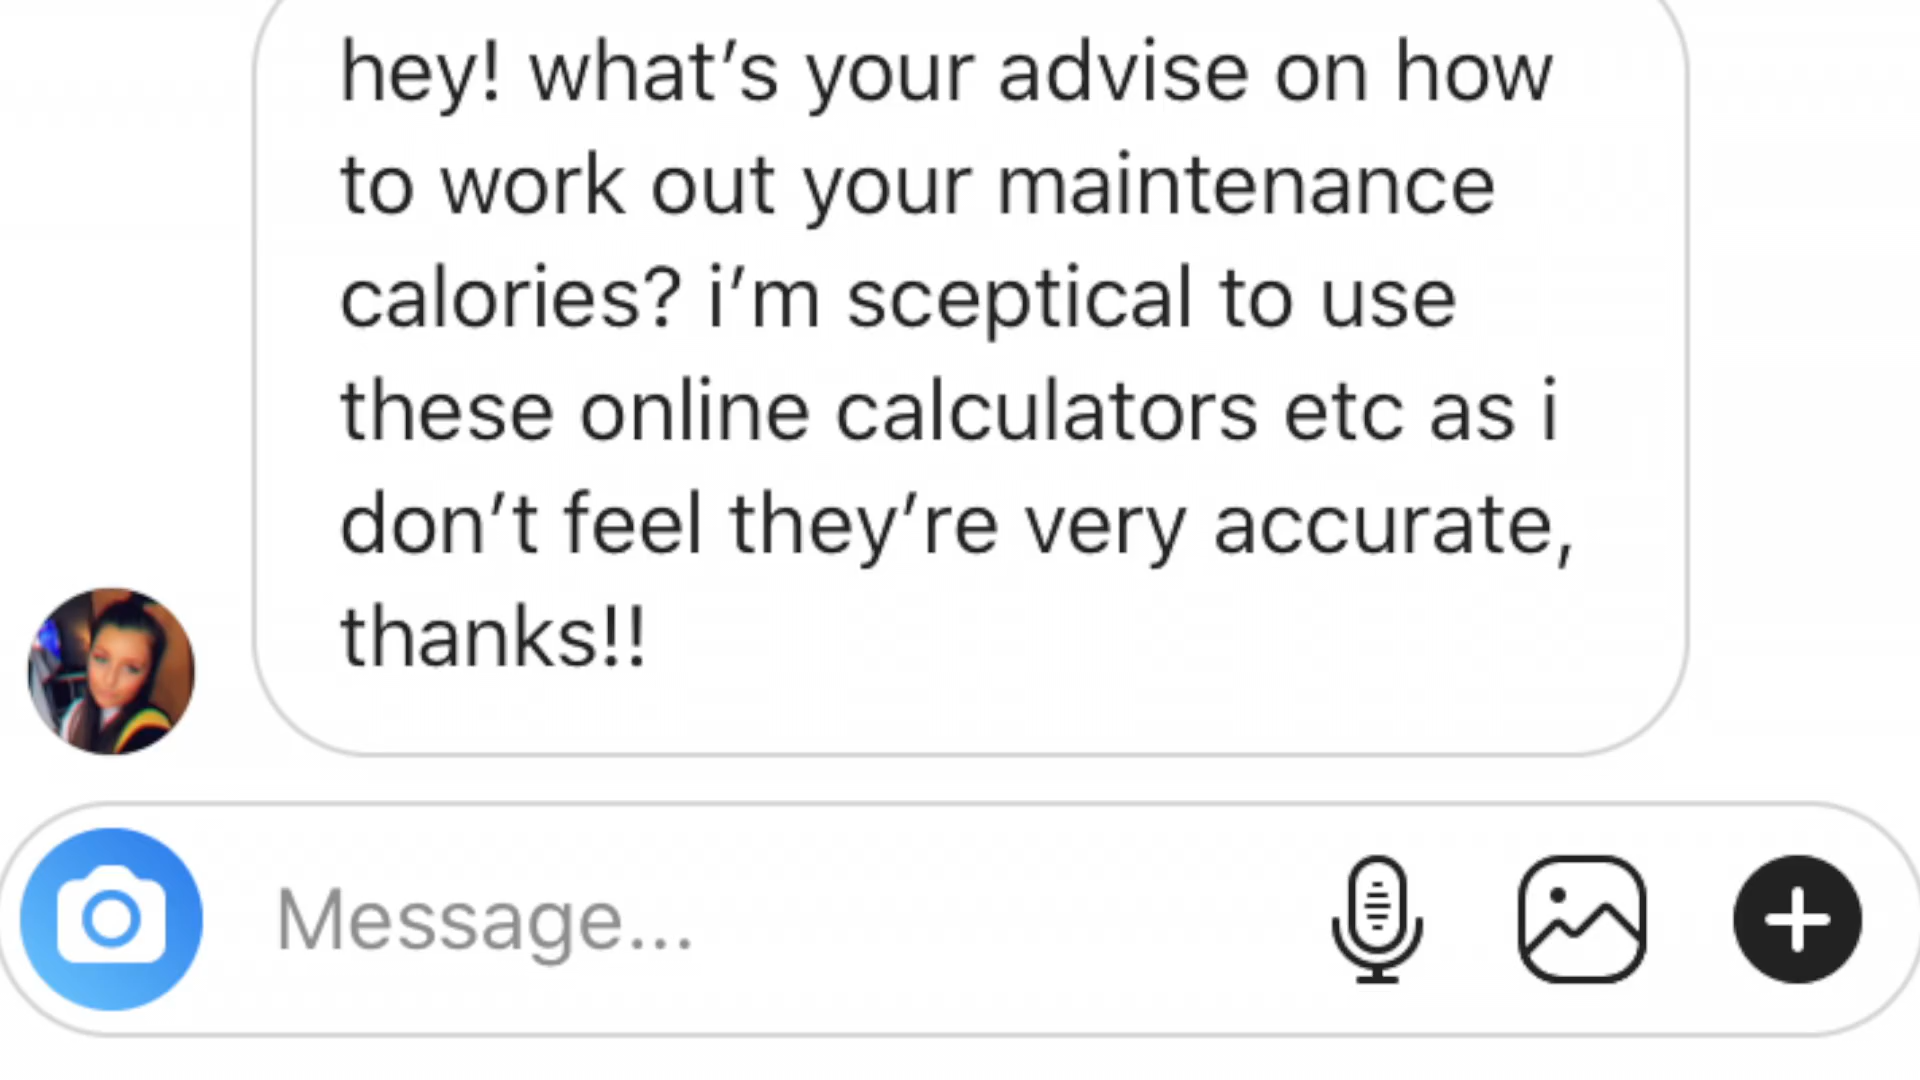 hey! what’s your advise on how
to work out your maintenance
calories? i’m sceptical to use
these online calculators etc as i
don’t feel they’re very accurate,
thanks!!
Message...